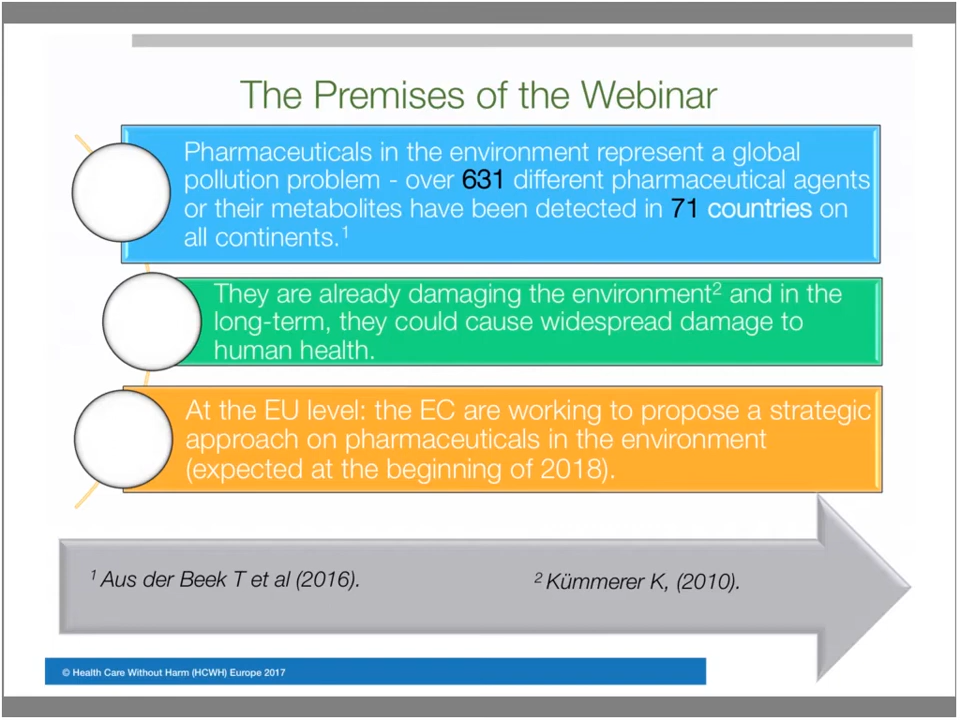 The Premises of the Webinar
Pharmaceuticals in the environment represent a global
pollution problem - over 631 different pharmaceutical agents
or their metabolites have been detected in 71 countries on
all continents.¹
They are already damaging the environment² and in the
long-term, they could cause widespread damage to
human health.
At the EU level: the EC are working to propose a strategic
approach on pharmaceuticals in the environment
(expected at the beginning of 2018).
¹ Aus der Beek T et al (2016).
² Kümmerer K, (2010).
© Health Care Without Harm (HCWH) Europe 2017